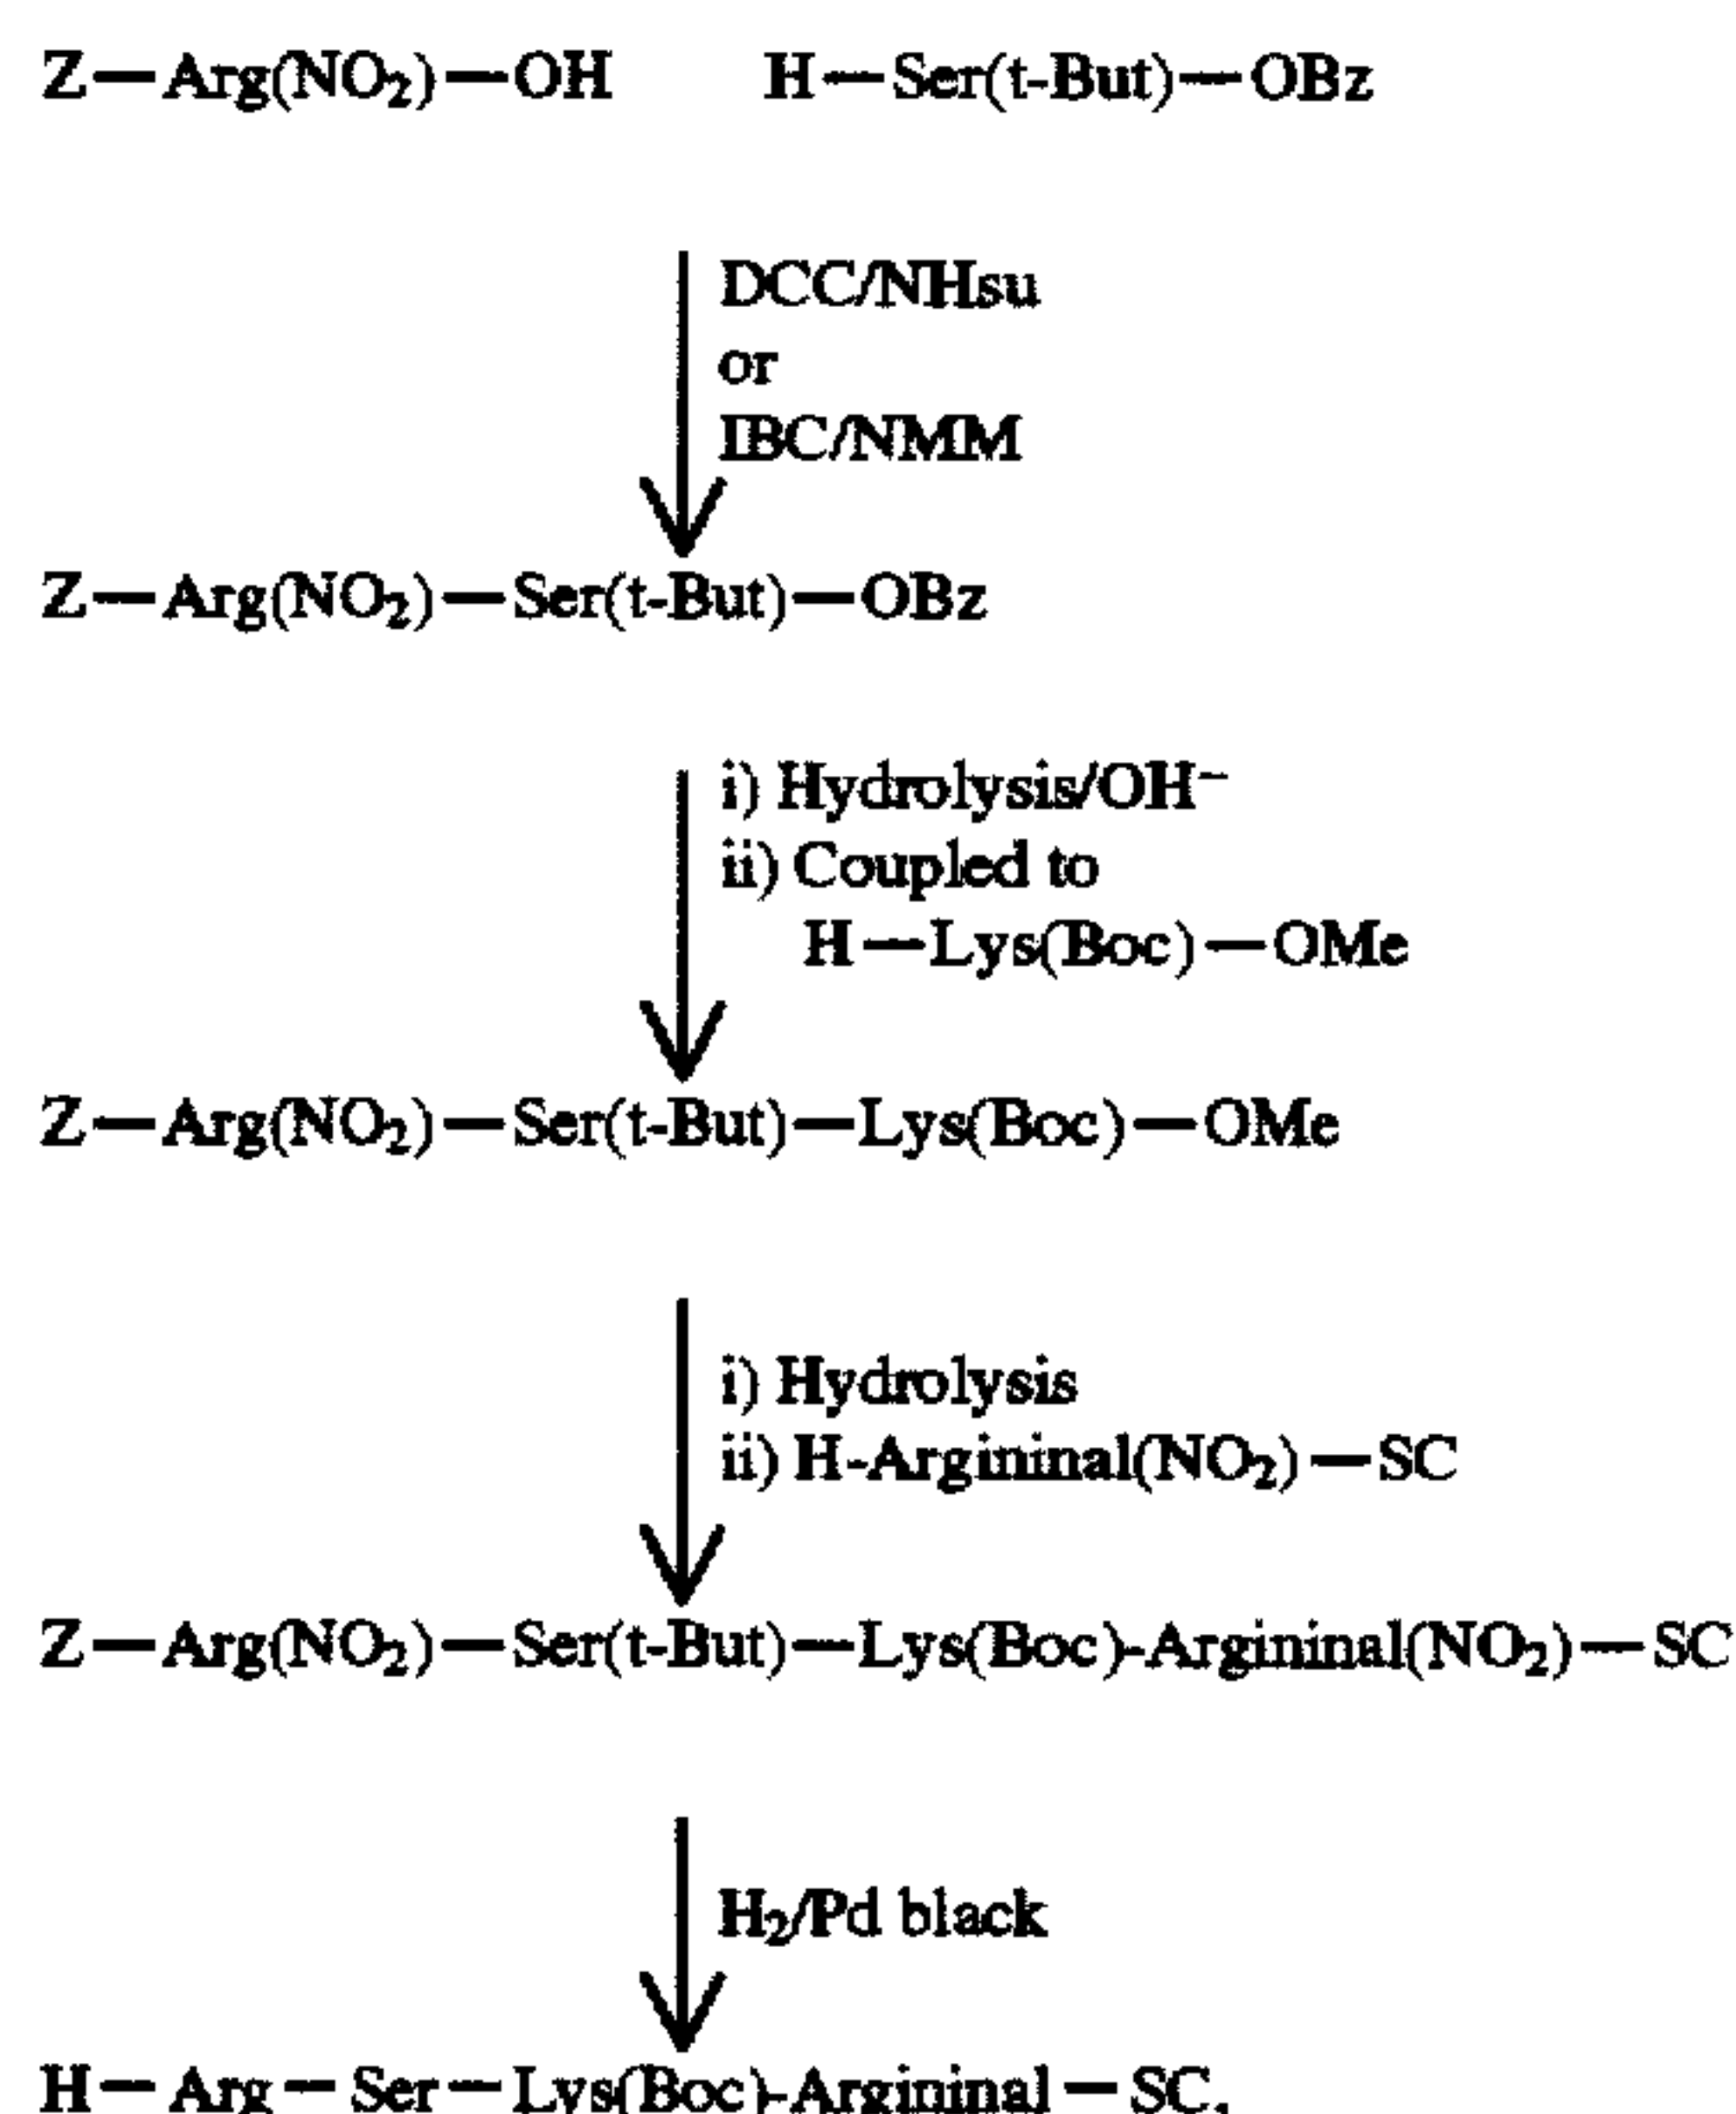 Z—Arg(NO₂)—OH H—Ser(t-But)—OBz
DCC/NHsu
or
IBC/NMM
Z—Arg(NO₂)—Ser(t-But)—OBz
i) Hydrolysis/OH⁻
ii) Coupled to
H—Lys(Boc)—OMe
Z—Arg(NO₂)—Ser(t-But)—Lys(Boc)—OMe
i) Hydrolysis
ii) H-Argininal(NO₂)—SC
Z—Arg(NO₂)—Ser(t-But)—Lys(Boc)-Argininal(NO₂)—SC
H₂/Pd black
H—Arg—Ser—Lys(Boc)-Argininal—SC₁